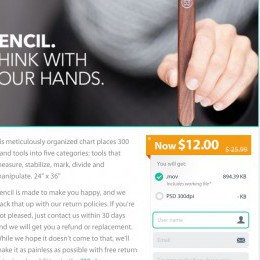 ENCIL.
HINK WITH
OUR HANDS.
is meticulously organized chart places 300
and tools into five categories: tools that
measure, stabilize, mark, divide and
manipulate. 24" x 36"
encil is made to make you happy, and we
back that up with our return policies. If you're
not pleased, just contact us within 30 days
and we will get you a refund or replacement.
While we hope it doesn't come to that, we'll
make it as painless as possible with free return
Now $12.00
$ 25.90
You will get:
.mov
894.39 KB
Includes working file*
PSD 300dpi
- KB
User name
Email